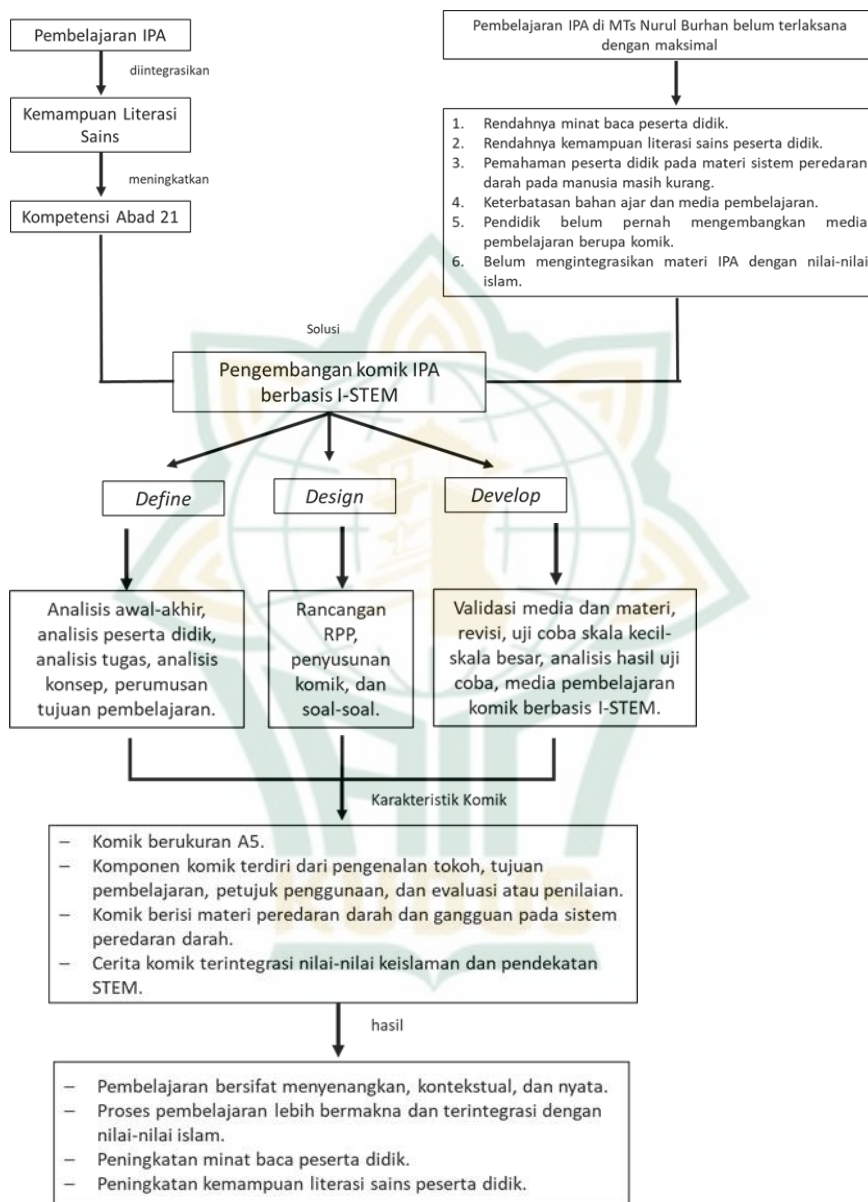 Pembelajaran IPA
diintegrasikan
Kemampuan Literasi
Sains
meningkatkan
Kompetensi Abad 21
Pembelajaran IPA di MTs Nurul Burhan belum terlaksana
dengan maksimal
1. Rendahnya minat baca peserta didik.
2. Rendahnya kemampuan literasi sains peserta didik.
3. Pemahaman peserta didik pada materi sistem peredaran
darah pada manusia masih kurang.
4. Keterbatasan bahan ajar dan media pembelajaran.
5. Pendidik belum pernah mengembangkan media
pembelajaran berupa komik.
6. Belum mengintegrasikan materi IPA dengan nilai-nilai
islam.
Solusi
Pengembangan komik IPA
berbasis I-STEM
Define
Design
Develop
Analisis awal-akhir,
analisis peserta didik,
analisis tugas, analisis
konsep, perumusan
tujuan pembelajaran.
Rancangan
RPP,
penyusunan
komik, dan
soal-soal.
Validasi media dan materi,
revisi, uji coba skala kecil-
skala besar, analisis hasil uji
coba, media pembelajaran
komik berbasis I-STEM.
Karakteristik Komik
– Komik berukuran A5.
– Komponen komik terdiri dari pengenalan tokoh, tujuan
pembelajaran, petujuk penggunaan, dan evaluasi atau penilaian.
– Komik berisi materi peredaran darah dan gangguan pada sistem
peredaran darah.
– Cerita komik terintegrasi nilai-nilai keislaman dan pendekatan
STEM.
KUDUS
hasil
– Pembelajaran bersifat menyenangkan, kontekstual, dan nyata.
– Proses pembelajaran lebih bermakna dan terintegrasi dengan
nilai-nilai islam.
– Peningkatan minat baca peserta didik.
– Peningkatan kemampuan literasi sains peserta didik.